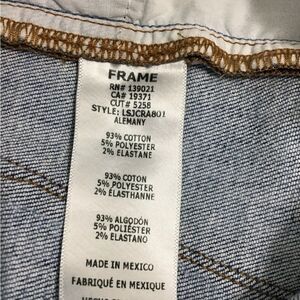 FRAME
RN# 139021
CA# 19371
CUT# 5258
STYLE: LSJCRA801
ALEMANY
93% COTTON
5% POLYESTER
2% ELASTANE
93% COTON
5% POLYESTER
2% ELASTHANNE
93% ALGODÓN
5% POLIÉSTER
2% ELASTANO
MADE IN MEXICO
FABRIQUÉ EN MEXIQUE